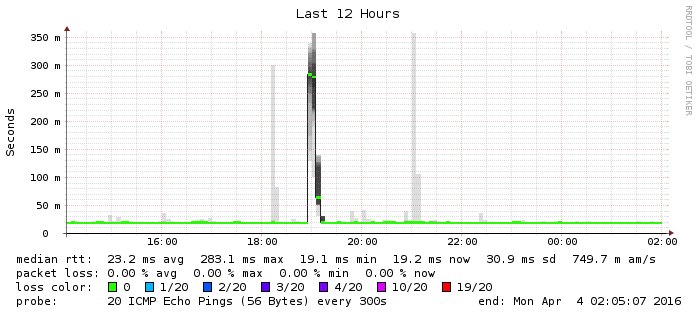 Last 12 Hours
RRDTOOL / TOBI OETIKER
Seconds
350 m
300 m
250 m
200 m
150 m
100 m
50 m
0
16:00 18:00 20:00 22:00 00:00 02:00
median rtt: 23.2 ms avg 283.1 ms max 19.1 ms min 19.2 ms now 30.9 ms sd 749.7 m am/s
packet loss: 0.00 % avg 0.00 % max 0.00 % min 0.00 % now
loss color: 0 1/20 2/20 3/20 4/20 10/20 19/20
probe: 20 ICMP Echo Pings (56 Bytes) every 300s end: Mon Apr 4 02:05:07 2016